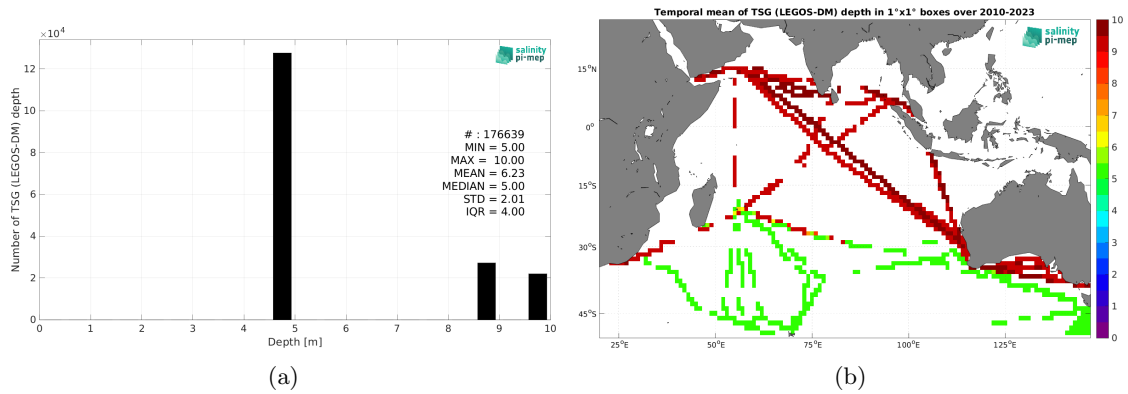 ×10⁴
salinity
pi-mep
12
10
8
6
4
2
0
Number of TSG (LEGOS-DM) depth
# : 176639
MIN = 5.00
MAX = 10.00
MEAN = 6.23
MEDIAN = 5.00
STD = 2.01
IQR = 4.00
0 1 2 3 4 5 6 7 8 9 10
Depth [m]
(a)
Temporal mean of TSG (LEGOS-DM) depth in 1°x1° boxes over 2010-2023
salinity
pi-mep
15°N
0°
15°S
30°S
45°S
25°E 50°E 75°E 100°E 125°E
10
9
8
7
6
5
4
3
2
1
0
(b)